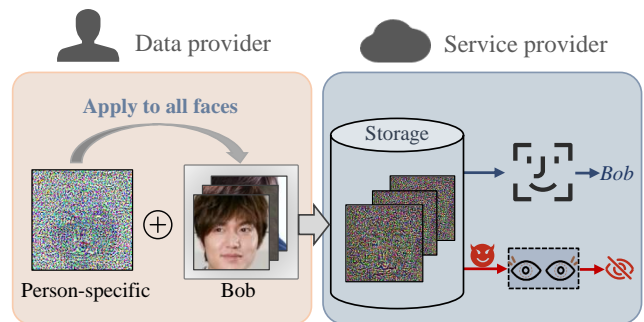 Data provider
Service provider
Apply to all faces
Storage
Bob
Person-specific
Bob